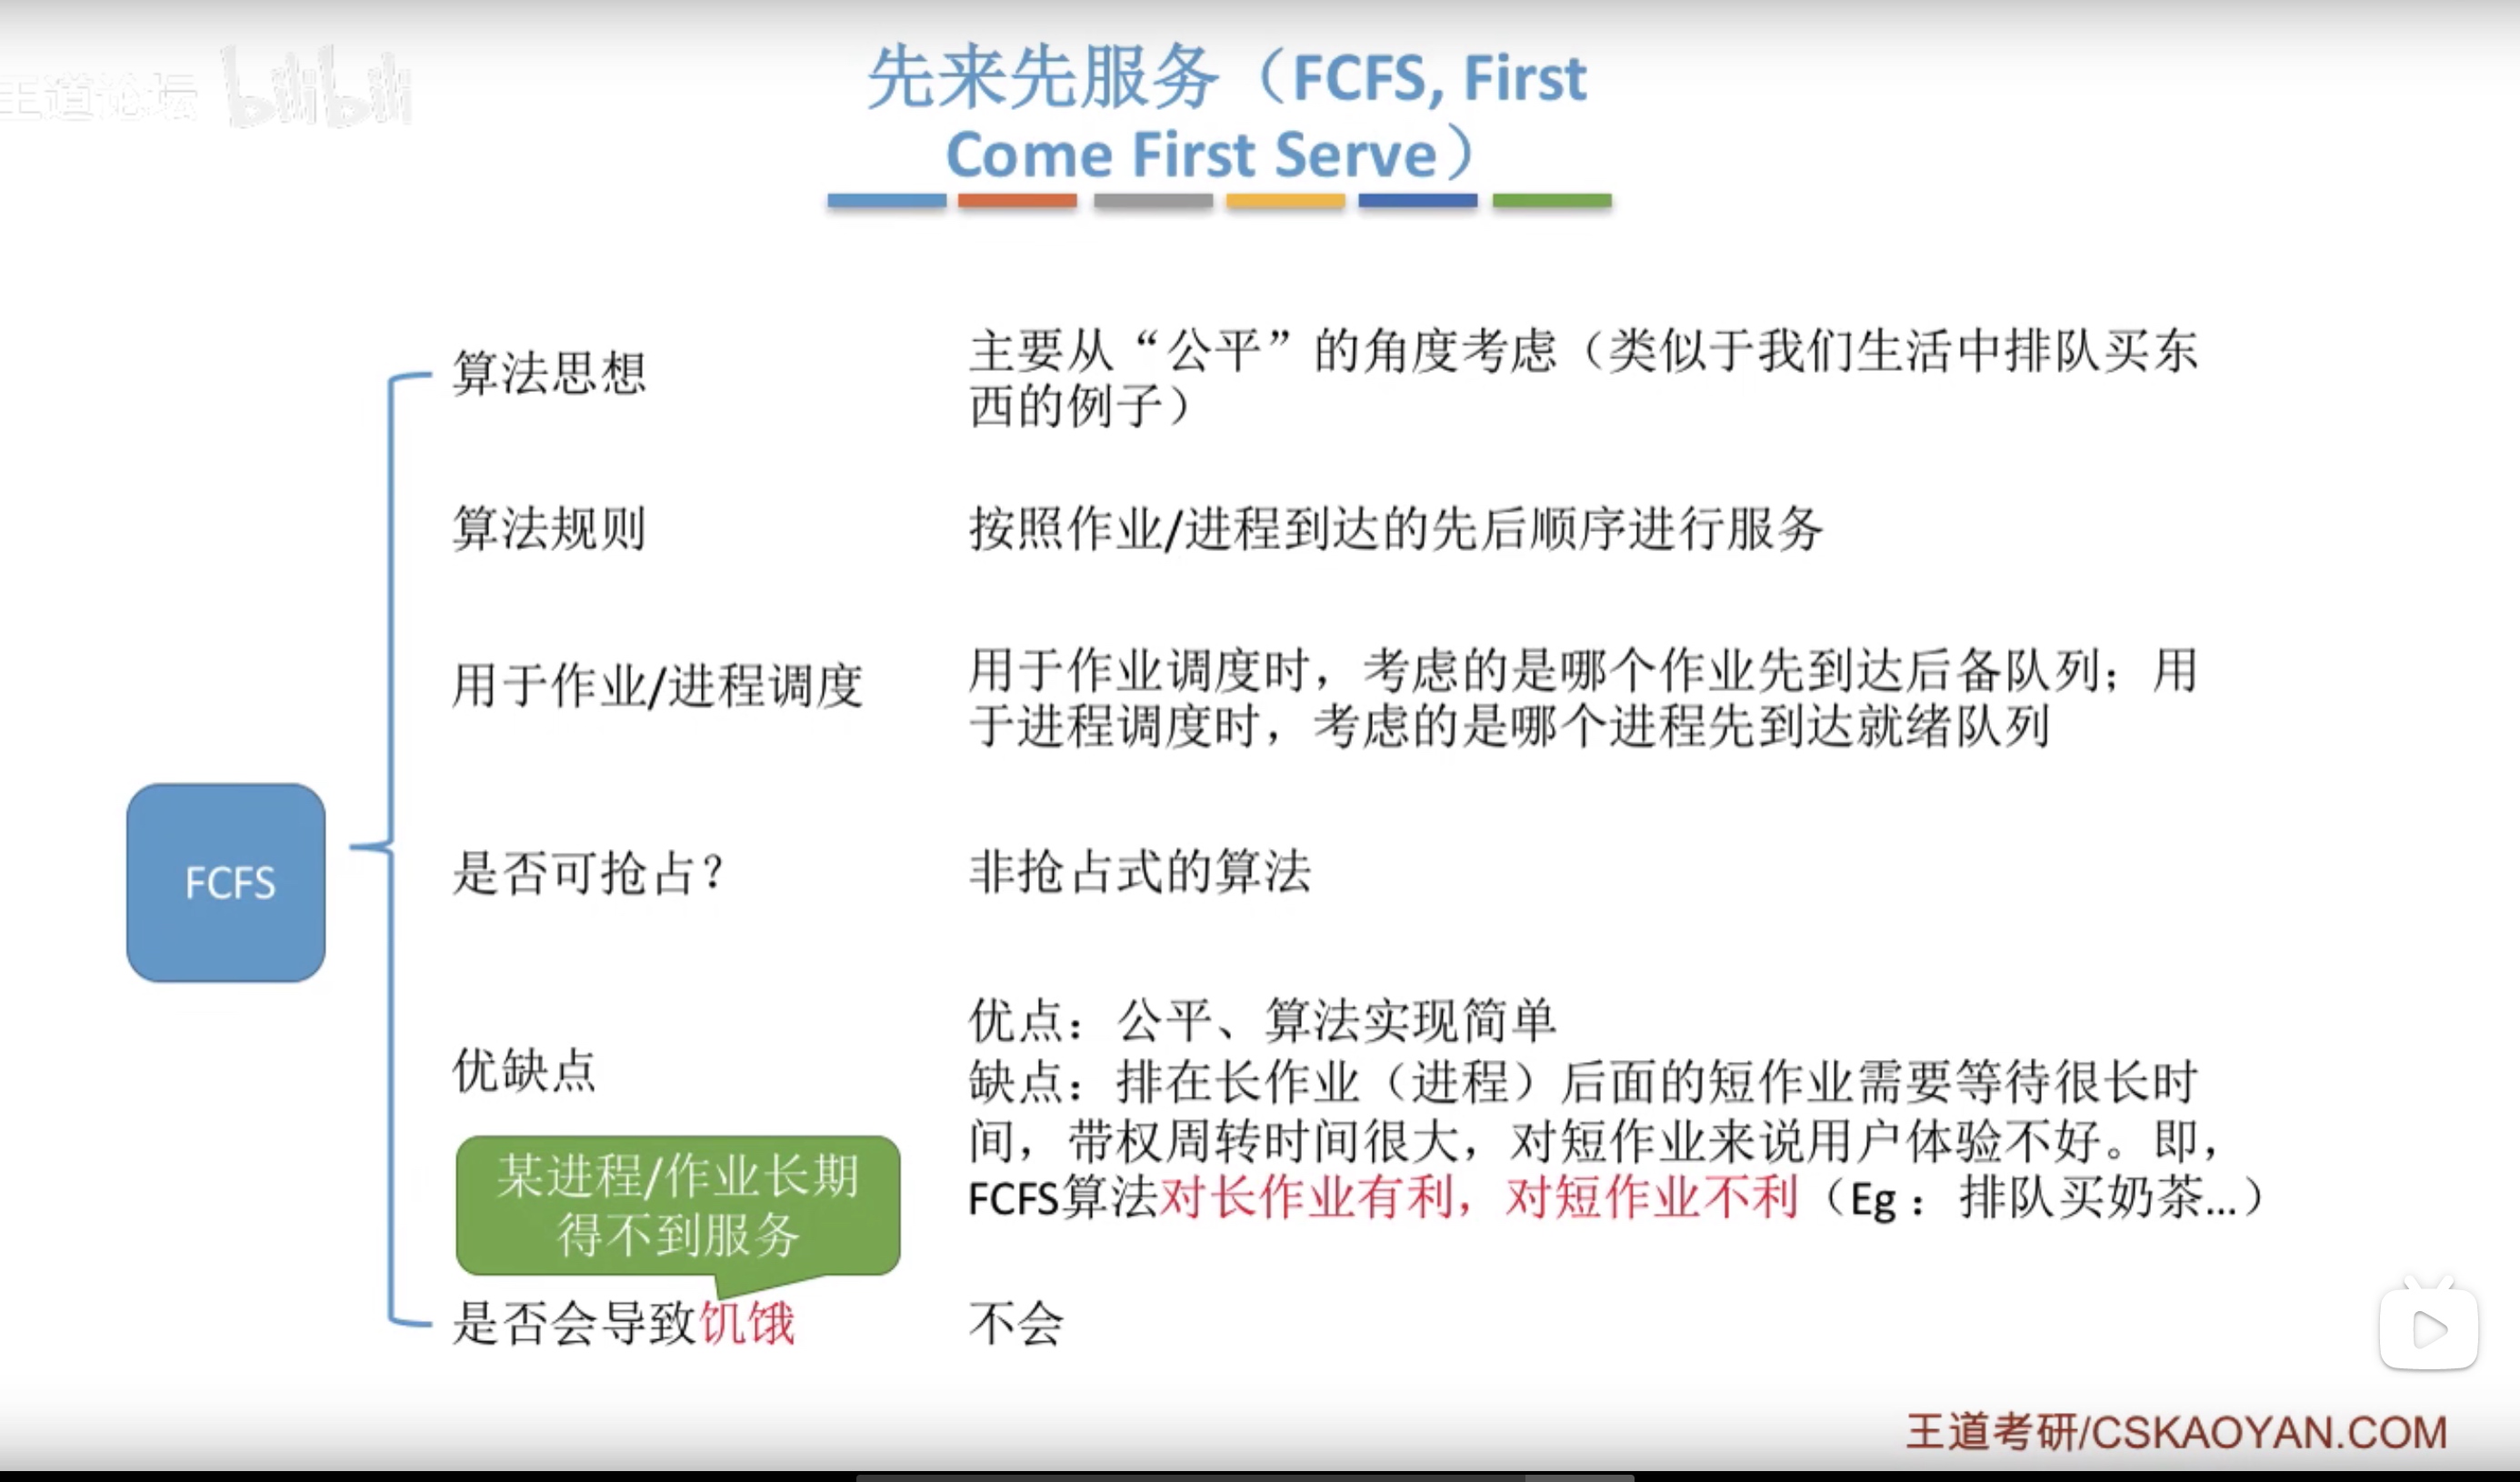 王道论坛 bilibili
先来先服务（FCFS, First
Come First Serve）
算法思想
主要从“公平”的角度考虑（类似于我们生活中排队买东
西的例子）
算法规则
按照作业/进程到达的先后顺序进行服务
用于作业/进程调度
用于作业调度时，考虑的是哪个作业先到达后备队列；用
于进程调度时，考虑的是哪个进程先到达就绪队列
FCFS
是否可抢占？
非抢占式的算法
优缺点
优点：公平、算法实现简单
缺点：排在长作业（进程）后面的短作业需要等待很长时
间，带权周转时间很大，对短作业来说用户体验不好。即，
FCFS算法对长作业有利，对短作业不利（Eg：排队买奶茶...）
某进程/作业长期
得不到服务
是否会导致饥饿
不会
王道考研/CSKAOYAN.COM